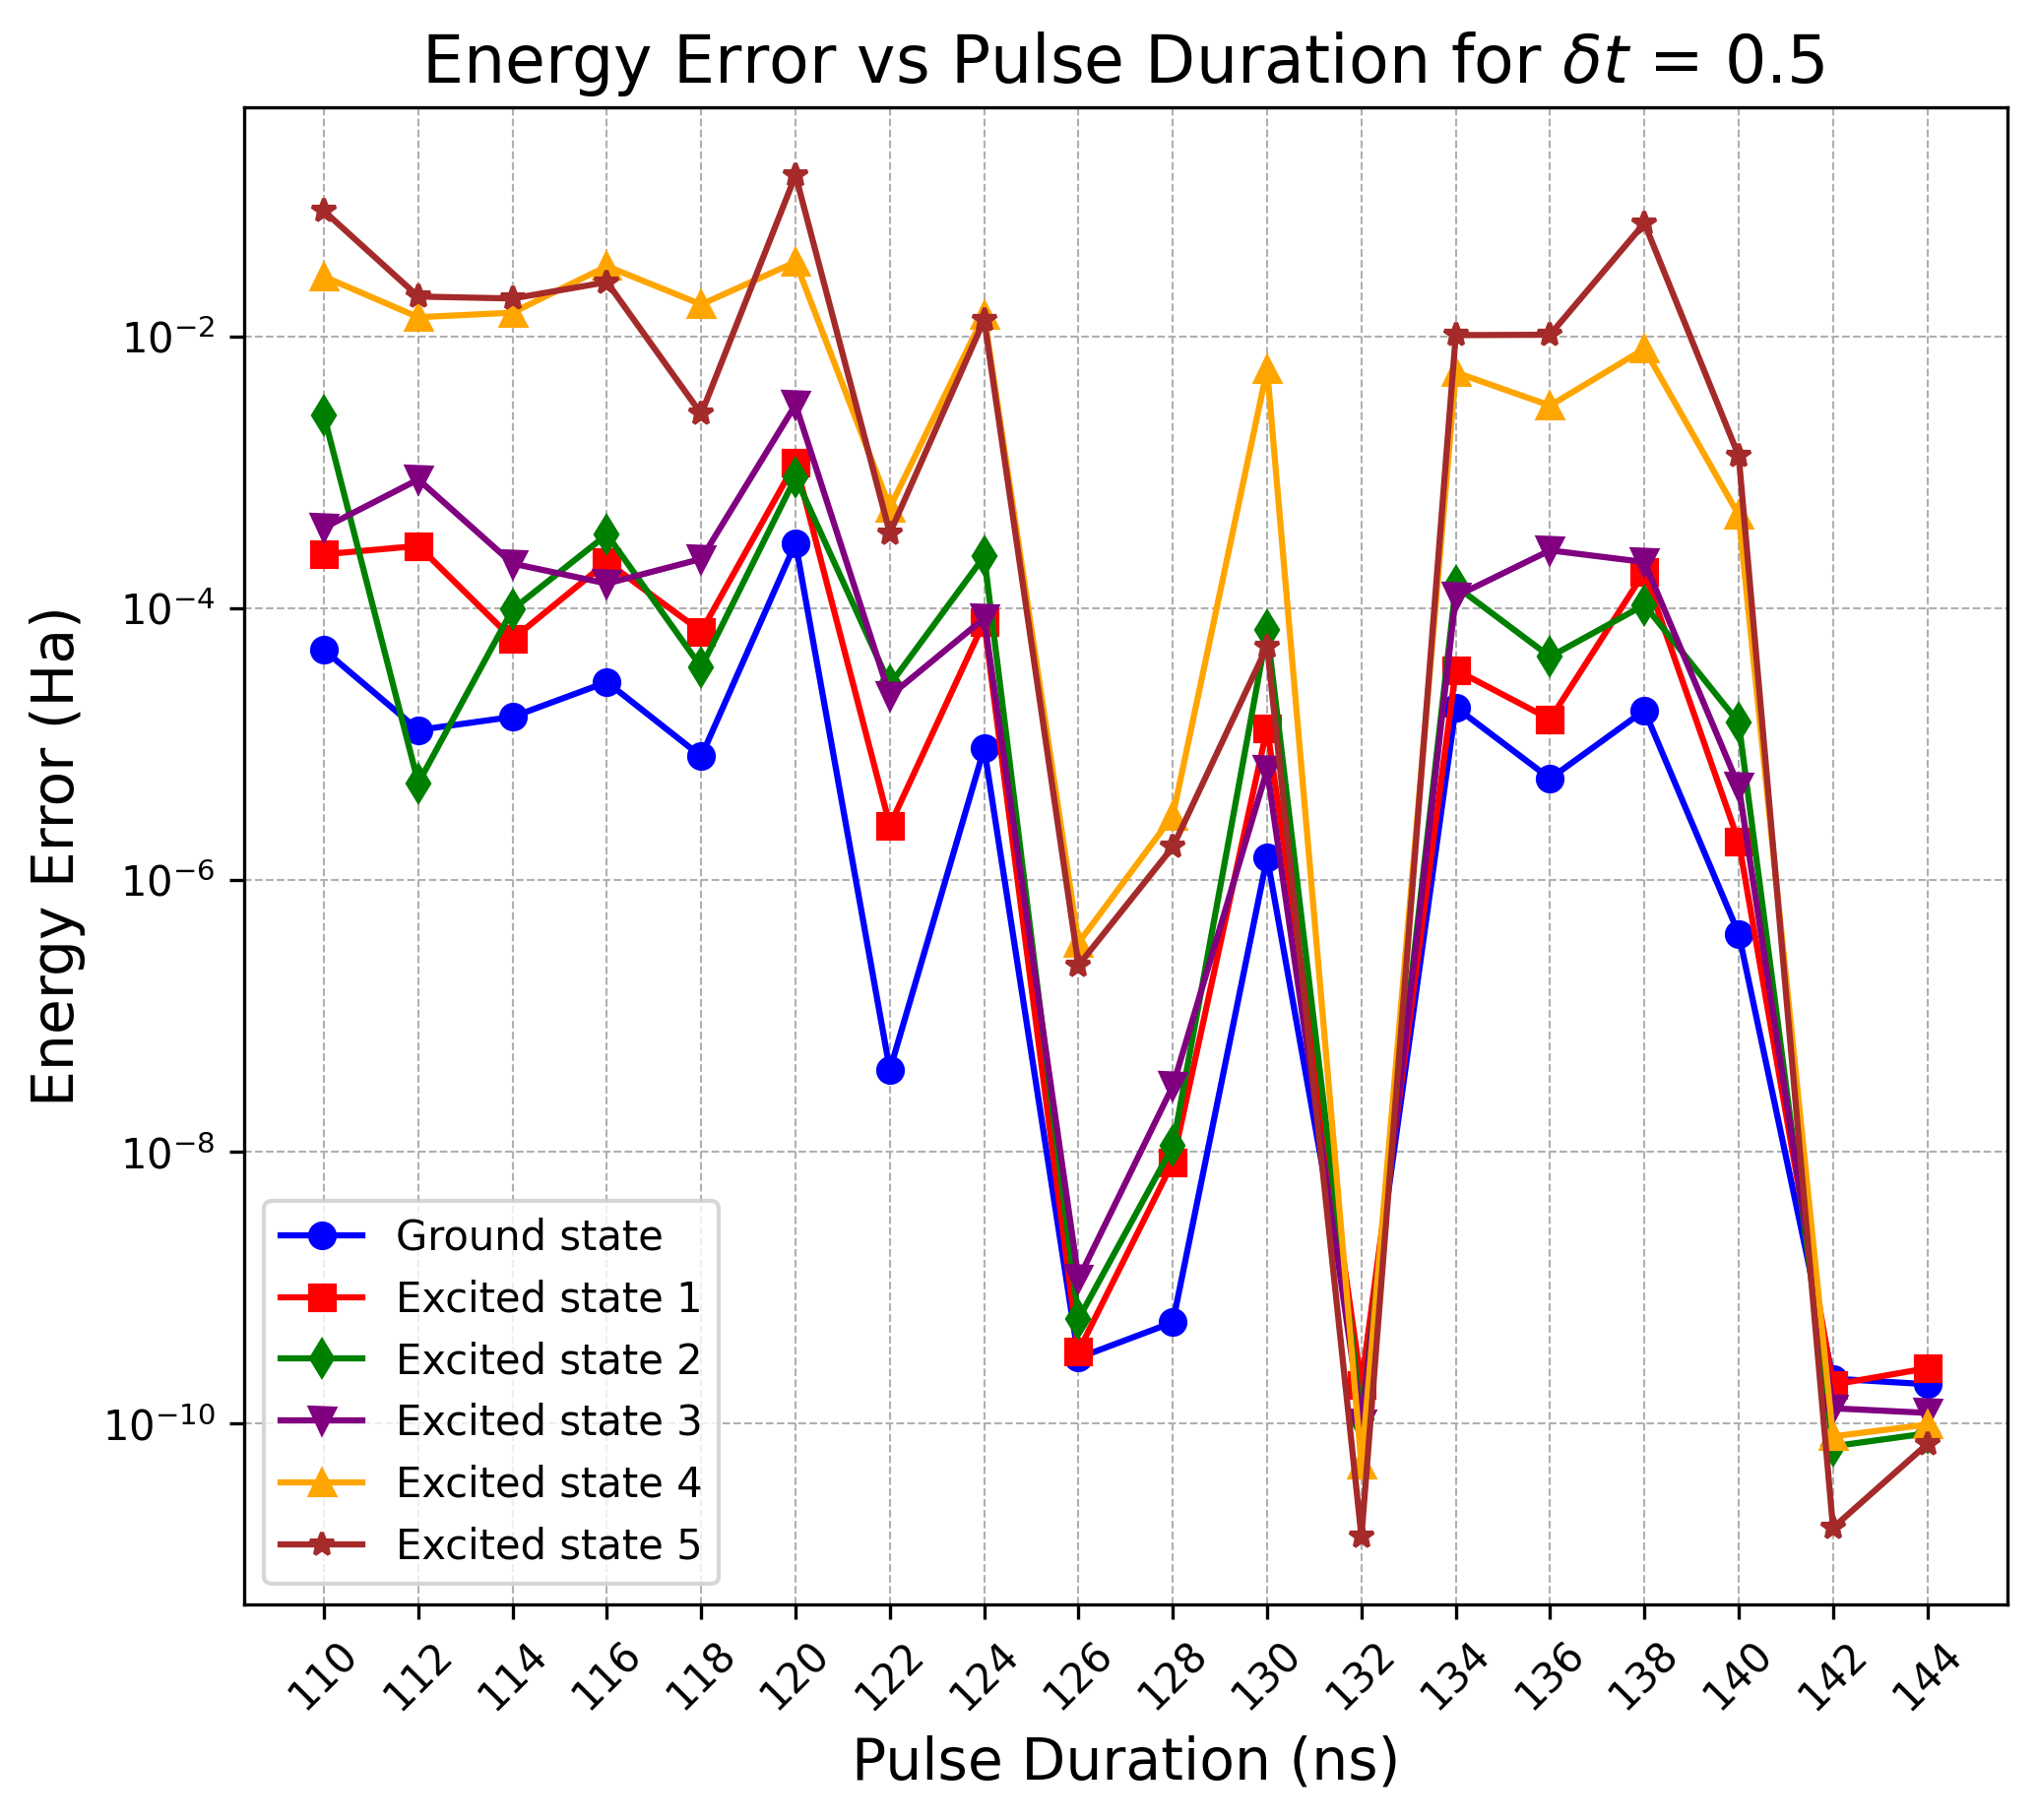 Energy Error vs Pulse Duration for δt = 0.5
Energy Error (Ha)
10⁻²
10⁻⁴
10⁻⁶
10⁻⁸
10⁻¹⁰
Ground state
Excited state 1
Excited state 2
Excited state 3
Excited state 4
Excited state 5
110 112 114 116 118 120 122 124 126 128 130 132 134 136 138 140 142 144
Pulse Duration (ns)